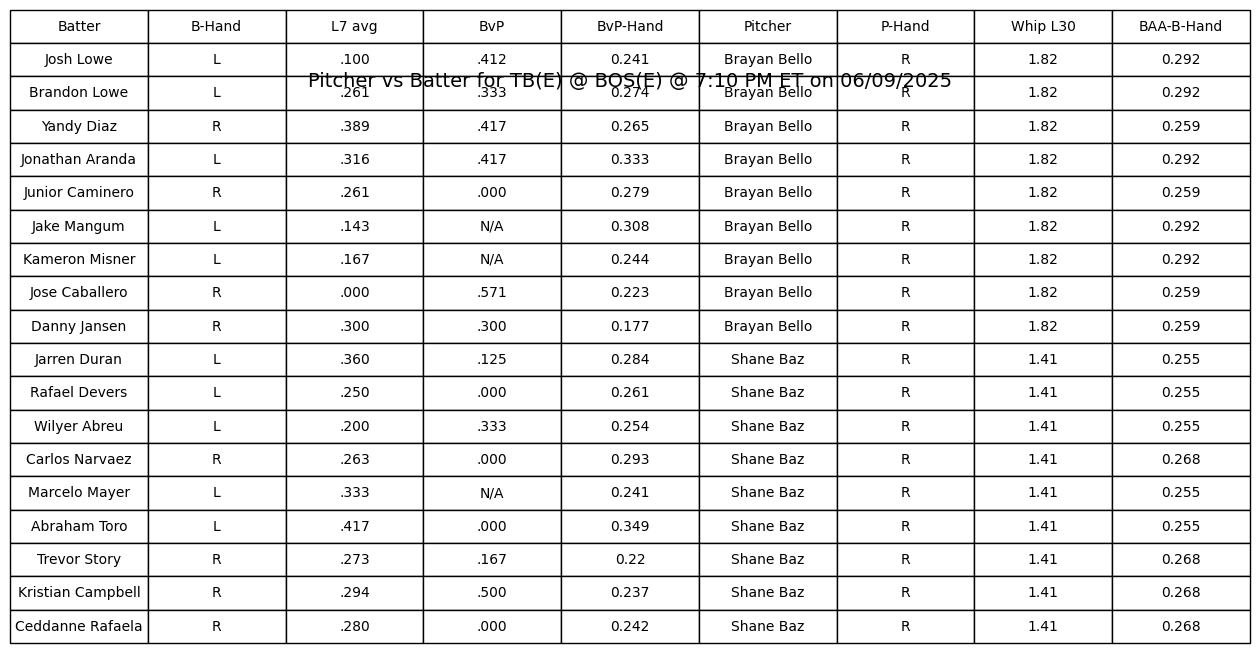 Batter B-Hand L7 avg BvP BvP-Hand Pitcher P-Hand Whip L30 BAA-B-Hand
Josh Lowe L .100 .412 0.241 Brayan Bello R 1.82 0.292
Pitcher vs Batter for TB(E) @ BOS(E) @ 7:10 PM ET on 06/09/2025
Brandon Lowe L .261 .333 0.274 Brayan Bello R 1.82 0.292
Yandy Diaz R .389 .417 0.265 Brayan Bello R 1.82 0.259
Jonathan Aranda L .316 .417 0.333 Brayan Bello R 1.82 0.292
Junior Caminero R .261 .000 0.279 Brayan Bello R 1.82 0.259
Jake Mangum L .143 N/A 0.308 Brayan Bello R 1.82 0.292
Kameron Misner L .167 N/A 0.244 Brayan Bello R 1.82 0.292
Jose Caballero R .000 .571 0.223 Brayan Bello R 1.82 0.259
Danny Jansen R .300 .300 0.177 Brayan Bello R 1.82 0.259
Jarren Duran L .360 .125 0.284 Shane Baz R 1.41 0.255
Rafael Devers L .250 .000 0.261 Shane Baz R 1.41 0.255
Wilyer Abreu L .200 .333 0.254 Shane Baz R 1.41 0.255
Carlos Narvaez R .263 .000 0.293 Shane Baz R 1.41 0.268
Marcelo Mayer L .333 N/A 0.241 Shane Baz R 1.41 0.255
Abraham Toro L .417 .000 0.349 Shane Baz R 1.41 0.255
Trevor Story R .273 .167 0.22 Shane Baz R 1.41 0.268
Kristian Campbell R .294 .500 0.237 Shane Baz R 1.41 0.268
Ceddanne Rafaela R .280 .000 0.242 Shane Baz R 1.41 0.268